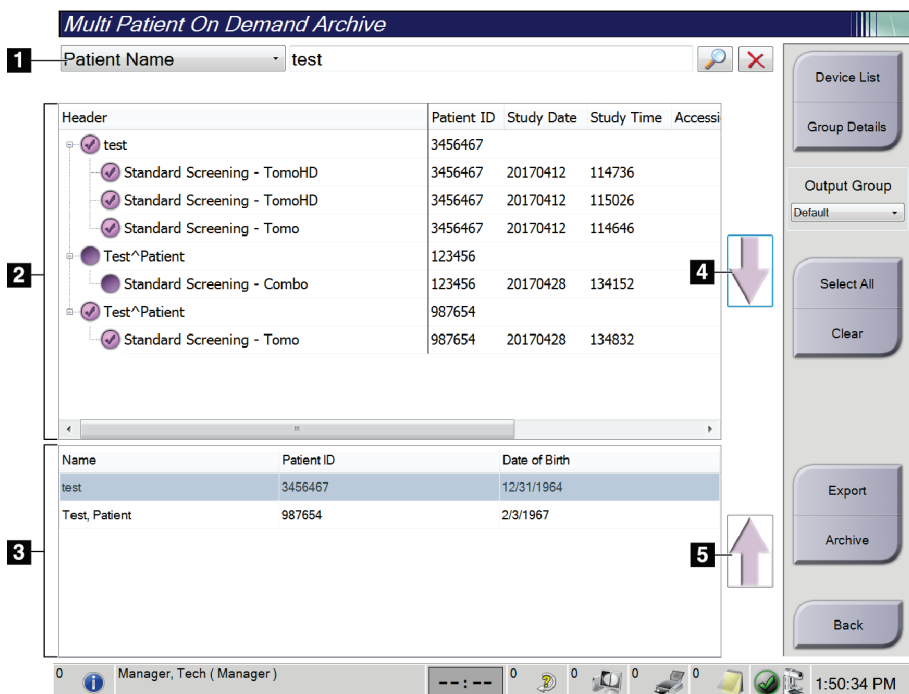 Multi Patient On Demand Archive
1
Patient Name
test
Device List
Group Details
Output Group
Default
Select All
Clear
Export
Archive
Back
2
Header Patient ID Study Date Study Time Accessi
test 3456467
Standard Screening - TomoHD 3456467 20170412 114736
Standard Screening - TomoHD 3456467 20170412 115026
Standard Screening - Tomo 3456467 20170412 114646
Test^Patient 123456
Standard Screening - Combo 123456 20170428 134152
Test^Patient 987654
Standard Screening - Tomo 987654 20170428 134832
4
3
Name Patient ID Date of Birth
test 3456467 12/31/1964
Test, Patient 987654 2/3/1967
5
0 Manager, Tech ( Manager ) --:-- 0 0 0 0 1:50:34 PM